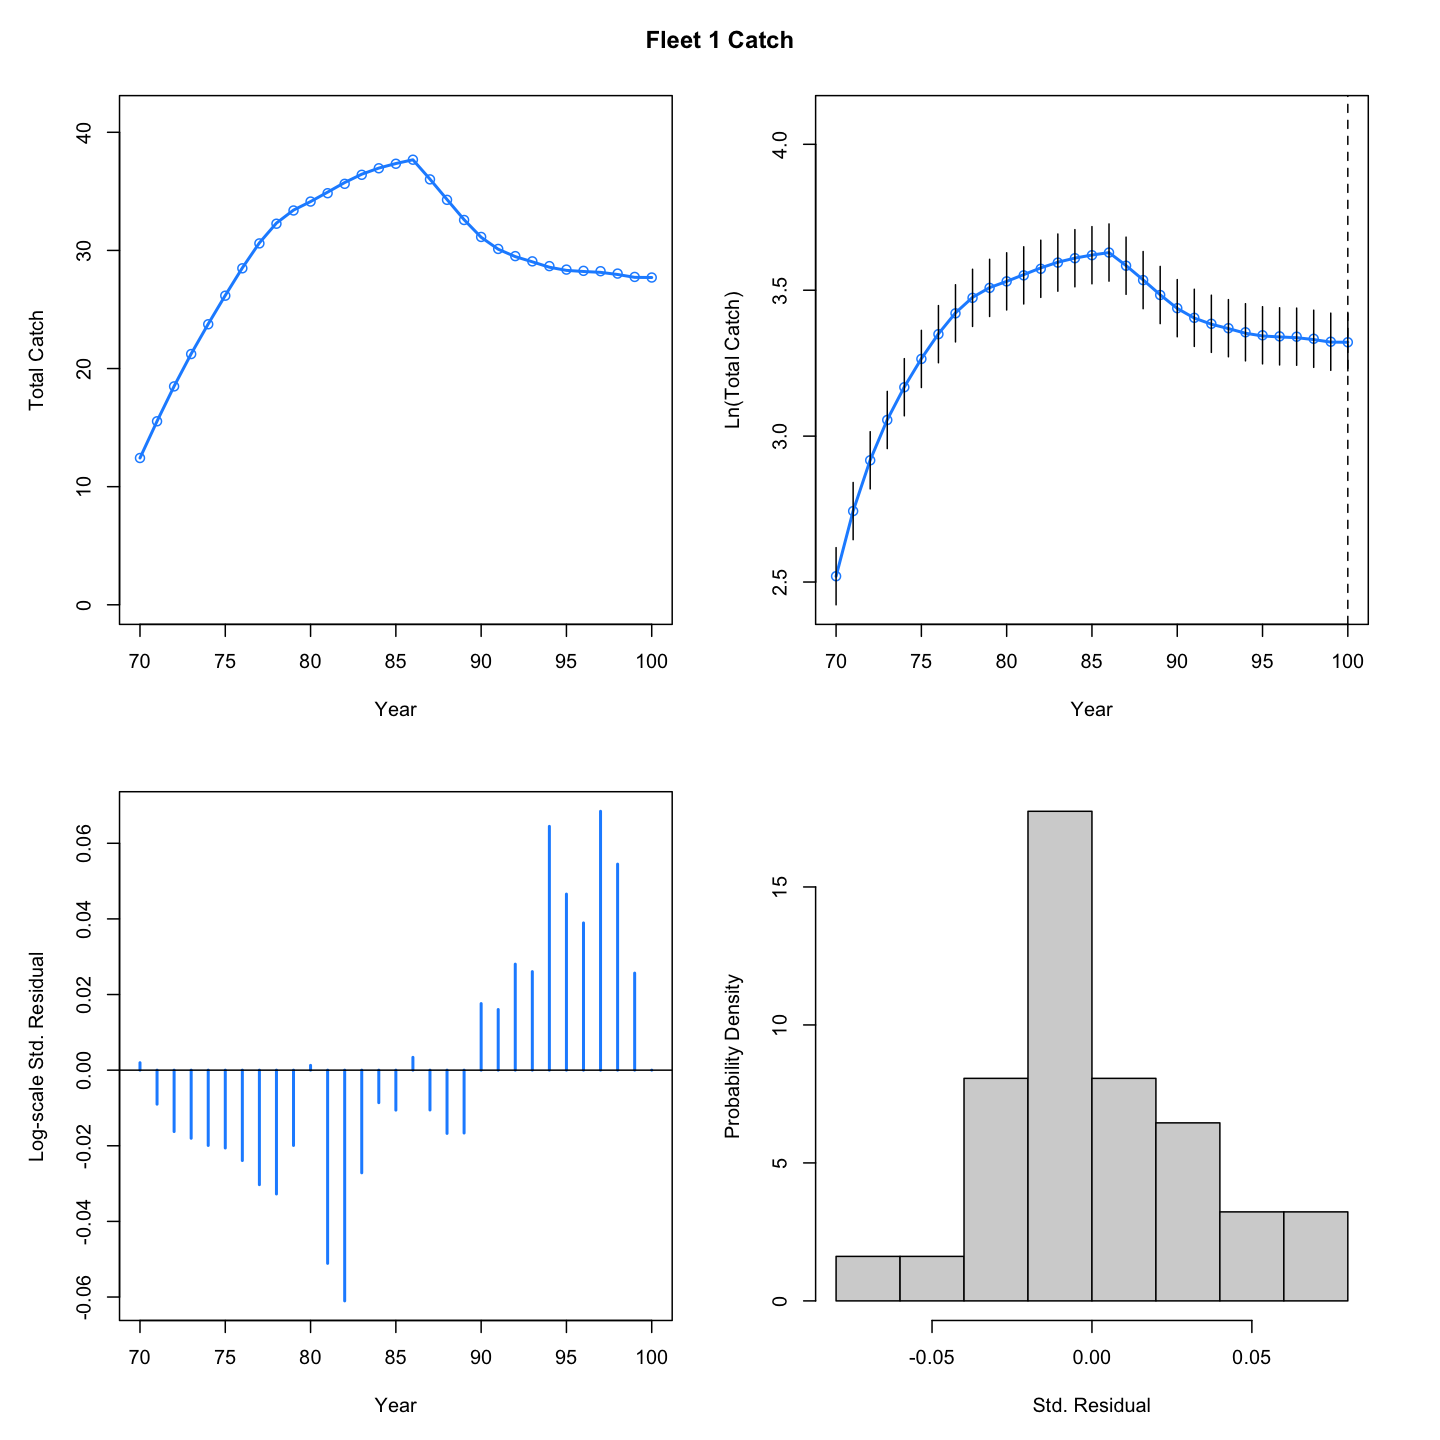 Fleet 1 Catch
Total Catch
40
30
20
10
0
70 75 80 85 90 95 100
Year
Ln(Total Catch)
4.0
3.5
3.0
2.5
70 75 80 85 90 95 100
Year
Log-scale Std. Residual
0.06
0.04
0.02
0.00
-0.02
-0.04
-0.06
70 75 80 85 90 95 100
Year
Probability Density
15
10
5
0
-0.05 0.00 0.05
Std. Residual